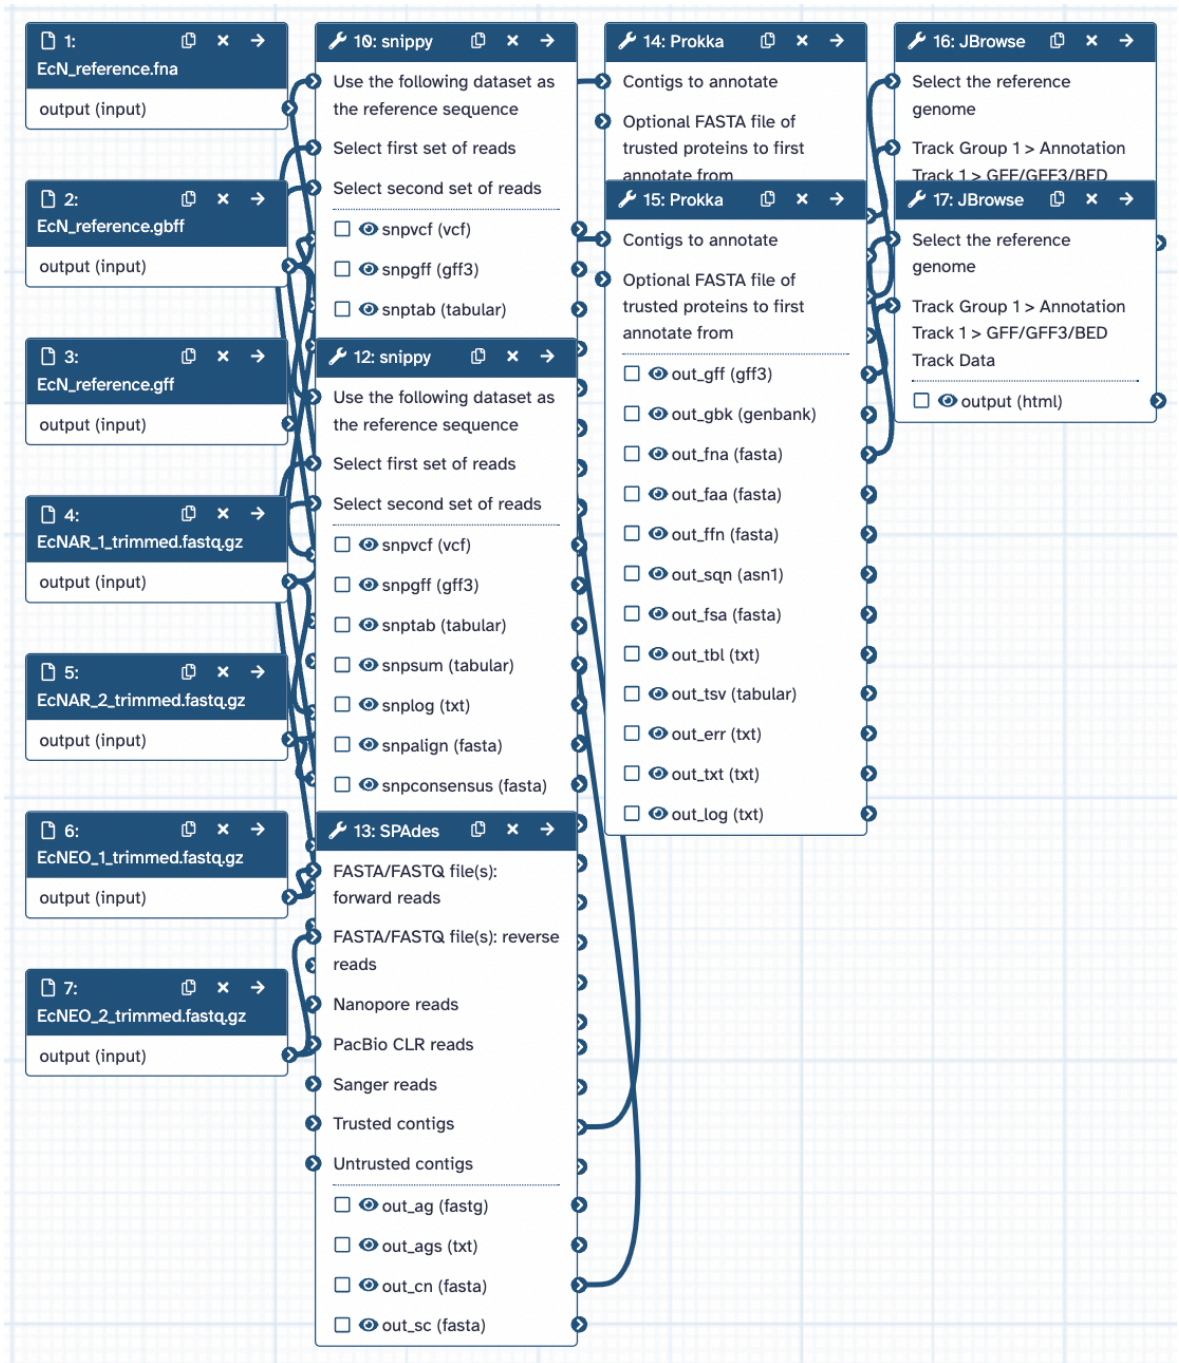 1:
EcN_reference.fna
output (input)
2:
EcN_reference.gbff
output (input)
3:
EcN_reference.gff
output (input)
4:
EcNAR_1_trimmed.fastq.gz
output (input)
5:
EcNAR_2_trimmed.fastq.gz
output (input)
6:
EcNEO_1_trimmed.fastq.gz
output (input)
7:
EcNEO_2_trimmed.fastq.gz
output (input)
10: snippy
Use the following dataset as
the reference sequence
Select first set of reads
Select second set of reads
snpvcf (vcf)
snpgff (gff3)
snptab (tabular)
12: snippy
Use the following dataset as
the reference sequence
Select first set of reads
Select second set of reads
snpvcf (vcf)
snpgff (gff3)
snptab (tabular)
snpsum (tabular)
snplog (txt)
snpalign (fasta)
snpconsensus (fasta)
13: SPAdes
FASTA/FASTQ file(s):
forward reads
FASTA/FASTQ file(s): reverse
reads
Nanopore reads
PacBio CLR reads
Sanger reads
Trusted contigs
Untrusted contigs
out_ag (fastg)
out_ags (txt)
out_cn (fasta)
out_sc (fasta)
14: Prokka
Contigs to annotate
Optional FASTA file of
trusted proteins to first
annotate from
15: Prokka
Contigs to annotate
Optional FASTA file of
trusted proteins to first
annotate from
out_gff (gff3)
out_gbk (genbank)
out_fna (fasta)
out_faa (fasta)
out_ffn (fasta)
out_sqn (asn1)
out_fsa (fasta)
out_tbl (txt)
out_tsv (tabular)
out_err (txt)
out_txt (txt)
out_log (txt)
16: JBrowse
Select the reference
genome
Track Group 1 > Annotation
Track 1 > GFF/GFF3/BED
17: JBrowse
Select the reference
genome
Track Group 1 > Annotation
Track 1 > GFF/GFF3/BED
Track Data
output (html)